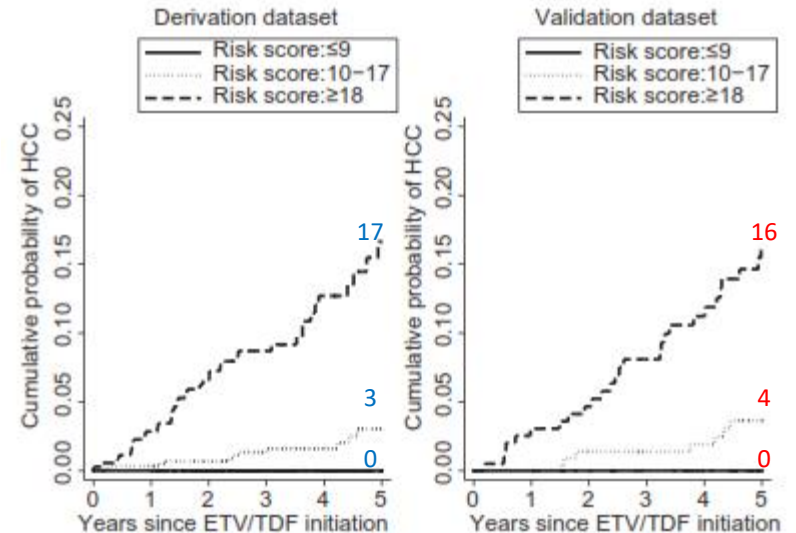 Derivation dataset
Risk score:≤9
Risk score:10−17
Risk score:≥18
Cumulative probability of HCC
0.25
0.20
0.15
0.10
0.05
0.00
17
3
0
0 1 2 3 4 5
Years since ETV/TDF initiation
Validation dataset
Risk score:≤9
Risk score:10−17
Risk score:≥18
Cumulative probability of HCC
0.25
0.20
0.15
0.10
0.05
0.00
16
4
0
0 1 2 3 4 5
Years since ETV/TDF initiation